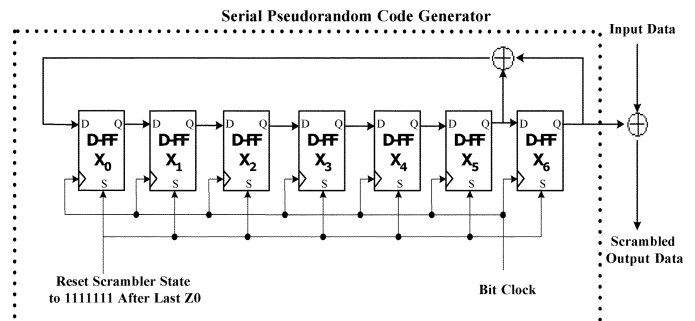 Serial Pseudorandom Code Generator
Input Data
D Q D Q D Q D Q D Q D Q D Q
D-FF D-FF D-FF D-FF D-FF D-FF D-FF
X0 X1 X2 X3 X4 X5 X6
S S S S S S S
Scrambled
Output Data
Reset Scrambler State
to 1111111 After Last Z0
Bit Clock